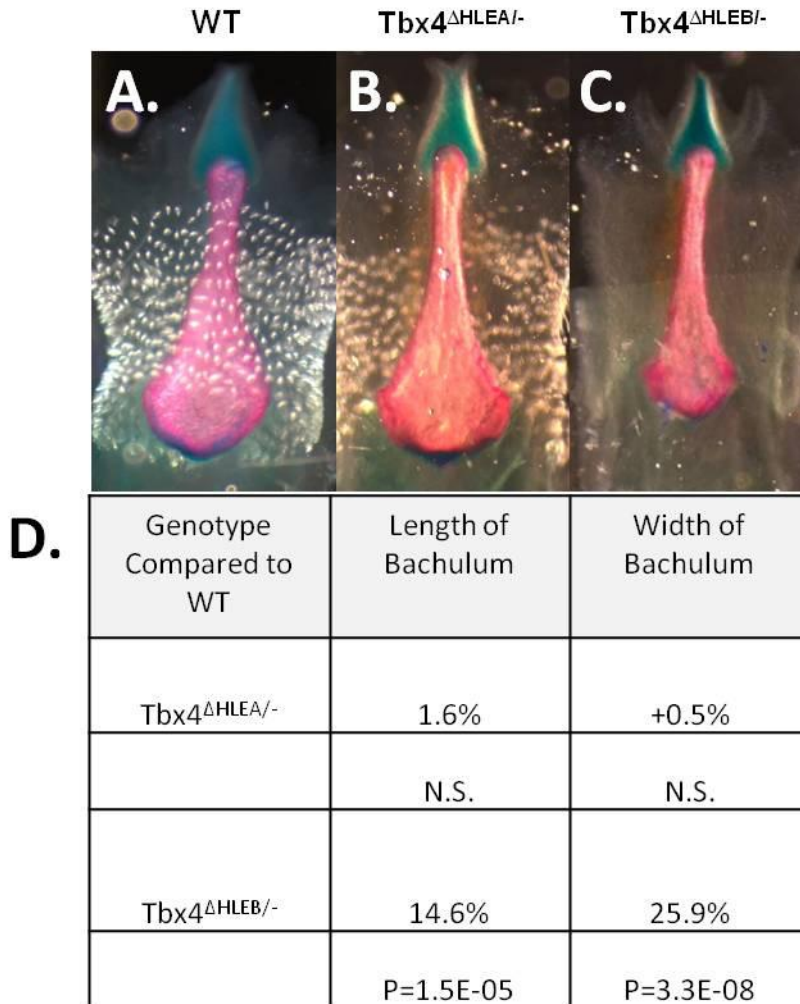 WT
Tbx4ΔHLEA/-
Tbx4ΔHLEB/-
A.
B.
C.
D.
Genotype
Compared to
WT
Length of
Bachulum
Width of
Bachulum
Tbx4ΔHLEA/-
1.6%
+0.5%
N.S.
N.S.
Tbx4ΔHLEB/-
14.6%
25.9%
P=1.5E-05
P=3.3E-08